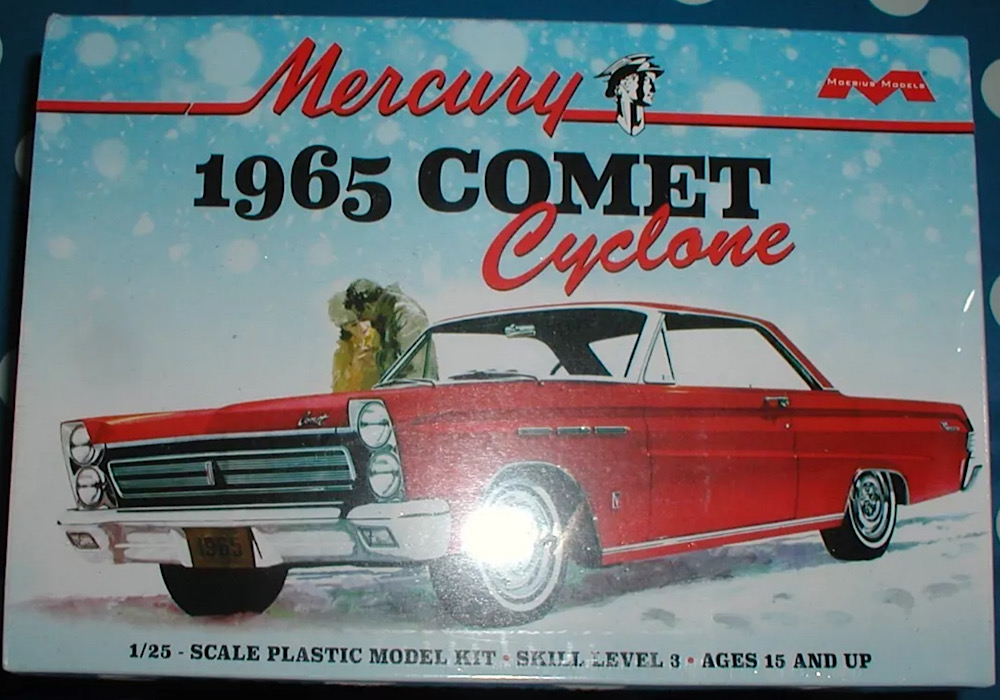 Mercury
MOEBIUS MODELS
1965 COMET
Cyclone
Comet
1965
1/25 - SCALE PLASTIC MODEL KIT • SKILL LEVEL 3 • AGES 15 AND UP